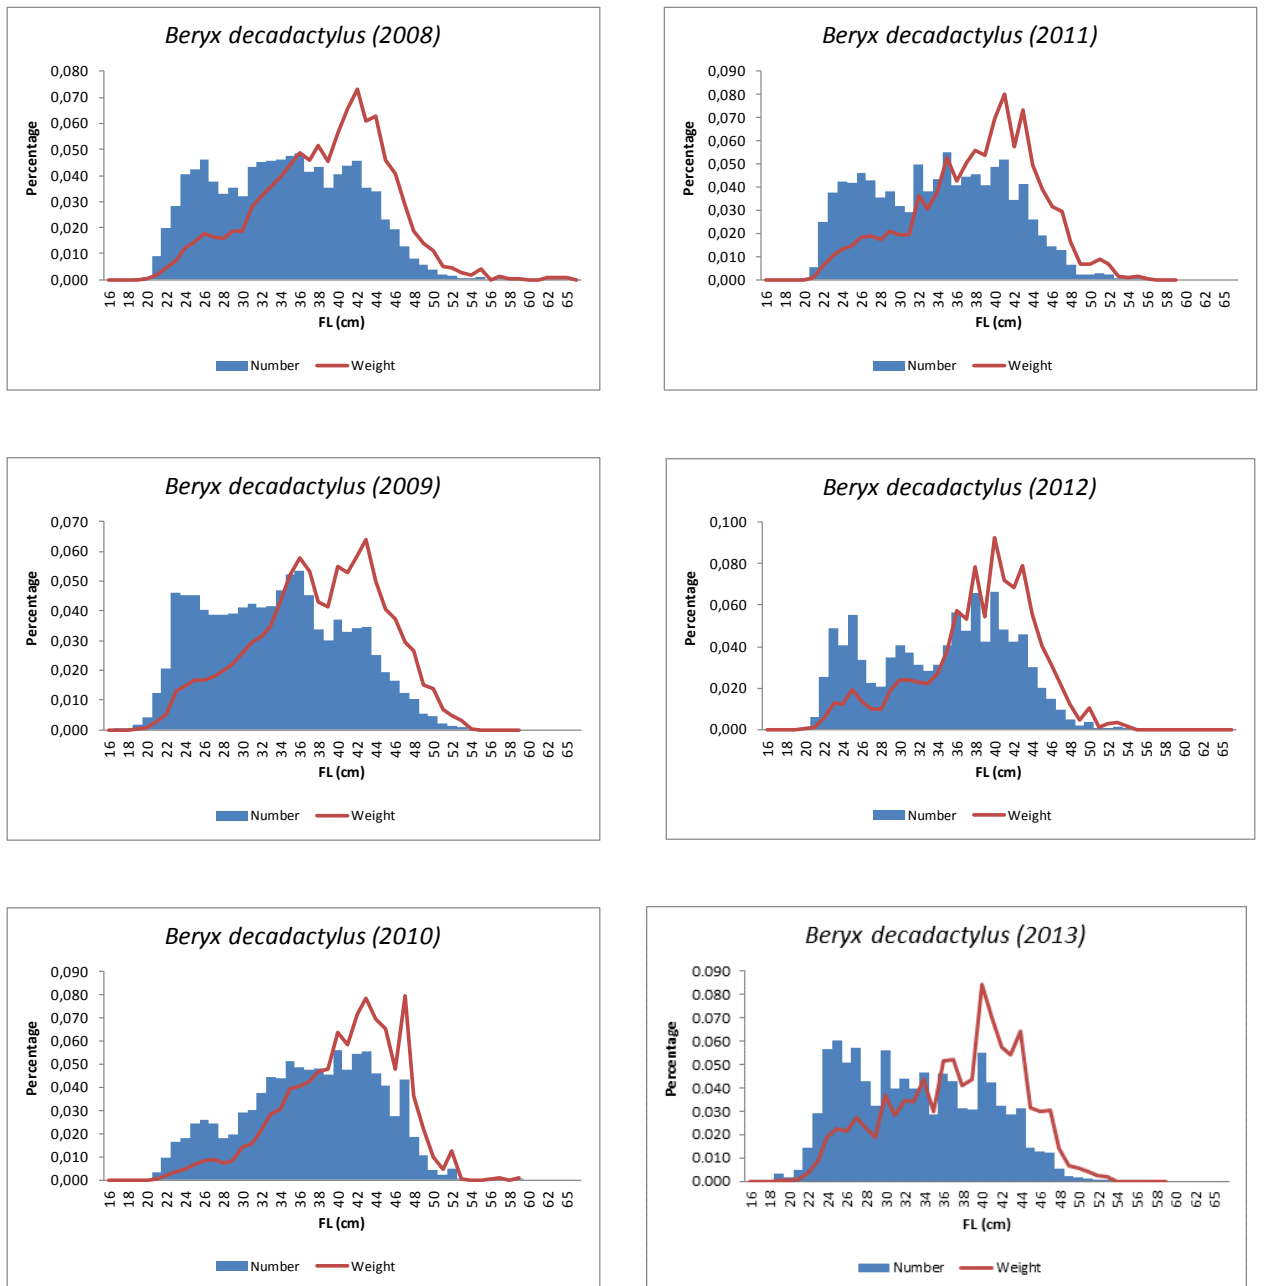 Beryx decadactylus (2008)
0,080
0,070
0,060
0,050
0,040
0,030
0,020
0,010
0,000
Percentage
16 18 20 22 24 26 28 30 32 34 36 38 40 42 44 46 48 50 52 54 56 58 60 62 65
FL (cm)
Number Weight
Beryx decadactylus (2011)
0,090
0,080
0,070
0,060
0,050
0,040
0,030
0,020
0,010
0,000
Percentage
16 18 20 22 24 26 28 30 32 34 36 38 40 42 44 46 48 50 52 54 56 58 60 62 65
FL (cm)
Number Weight
Beryx decadactylus (2009)
0,070
0,060
0,050
0,040
0,030
0,020
0,010
0,000
Percentage
16 18 20 22 24 26 28 30 32 34 36 38 40 42 44 46 48 50 52 54 56 58 60 62 65
FL (cm)
Number Weight
Beryx decadactylus (2012)
0,100
0,080
0,060
0,040
0,020
0,000
Percentage
16 18 20 22 24 26 28 30 32 34 36 38 40 42 44 46 48 50 52 54 56 58 60 62 65
FL (cm)
Number Weight
Beryx decadactylus (2010)
0,090
0,080
0,070
0,060
0,050
0,040
0,030
0,020
0,010
0,000
Percentage
16 18 20 22 24 26 28 30 32 34 36 38 40 42 44 46 48 50 52 54 56 58 60 62 65
FL (cm)
Number Weight
Beryx decadactylus (2013)
0.090
0.080
0.070
0.060
0.050
0.040
0.030
0.020
0.010
0.000
Percentage
16 18 20 22 24 26 28 30 32 34 36 38 40 42 44 46 48 50 52 54 56 58 60 62 65
FL (cm)
Number Weight